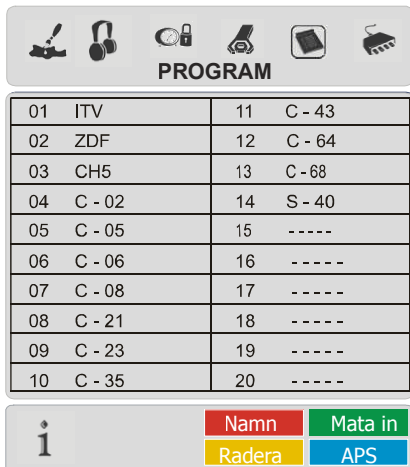 PROGRAM
01 ITV 11 C - 43
02 ZDF 12 C - 64
03 CH5 13 C - 68
04 C - 02 14 S - 40
05 C - 05 15 - - - - -
06 C - 06 16 - - - - -
07 C - 08 17 - - - - -
08 C - 21 18 - - - - -
09 C - 23 19 - - - - -
10 C - 35 20 - - - - -
i Namn Mata in
Radera APS